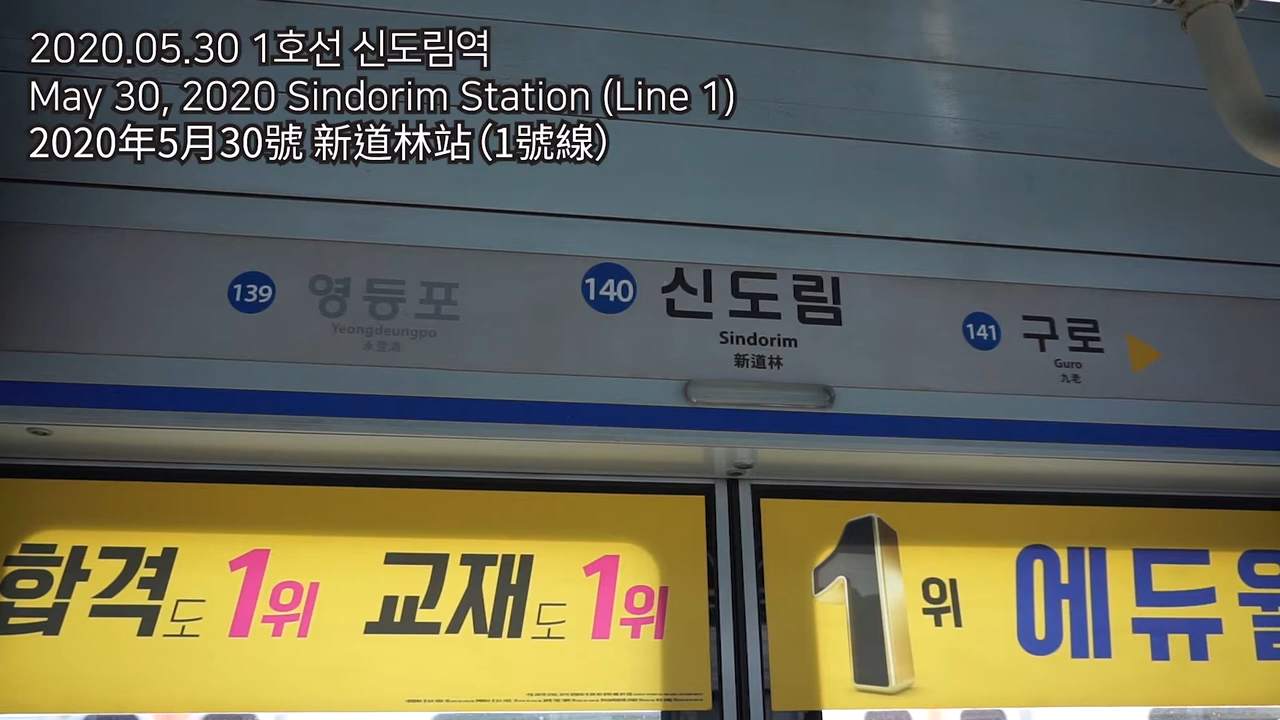 2020.05.30 1호선 신도림역
May 30, 2020 Sindorim Station (Line 1)
2020年5月30號 新道林站 (1號線)
139 영등포
Yeongdeungpo
140 신도림
Sindorim
新道林
141 구로
Guro
九老
합격도 1위 교재도 1위
1위 에듀윌